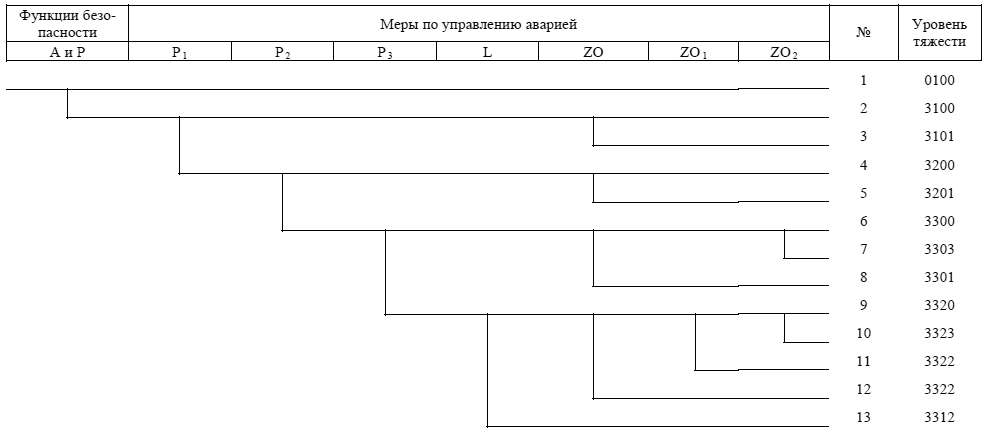 Функции безо-
пасности
Меры по управлению аварией
№
Уровень
тяжести
А и Р
P1
P2
P3
L
ZO
ZO1
ZO2
1 0100
2 3100
3 3101
4 3200
5 3201
6 3300
7 3303
8 3301
9 3320
10 3323
11 3322
12 3322
13 3312